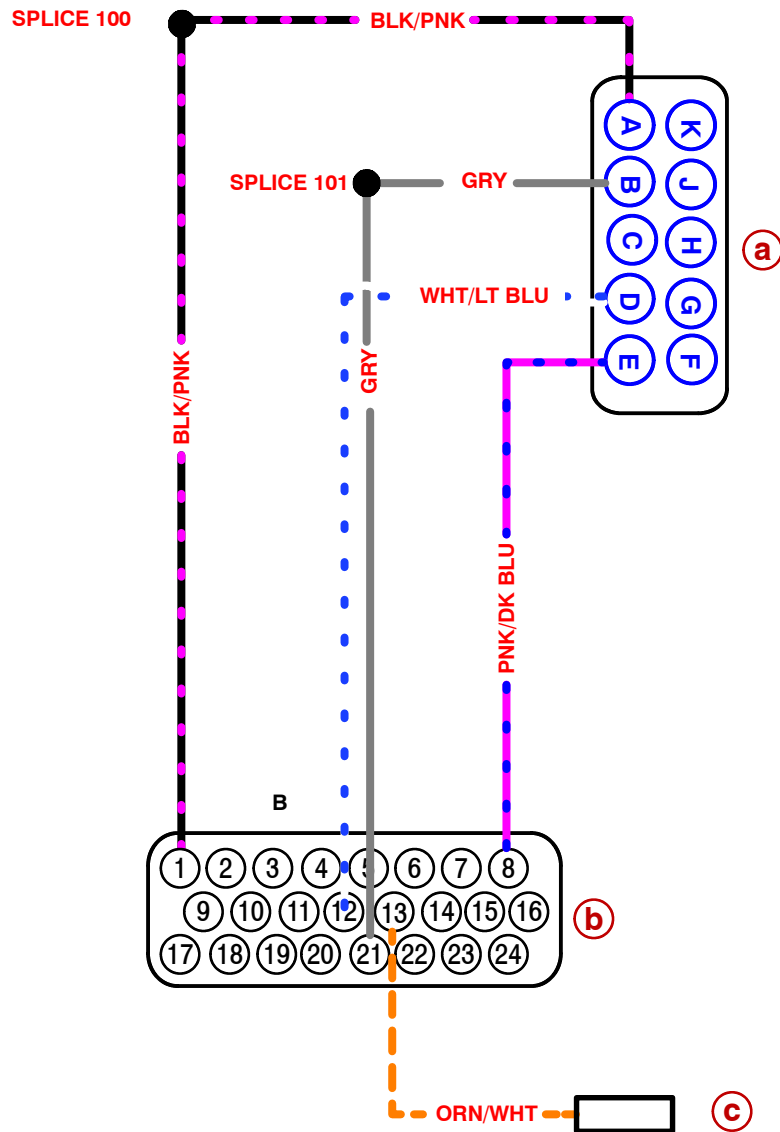 SPLICE 100
BLK/PNK
A
K
SPLICE 101
GRY
B
J
C
H
a
WHT/LT BLU
D
G
GRY
BLK/PNK
E
F
PNK/DK BLU
B
1 2 3 4 5 6 7 8
9 10 11 12 13 14 15 16
b
17 18 19 20 21 22 23 24
ORN/WHT
c